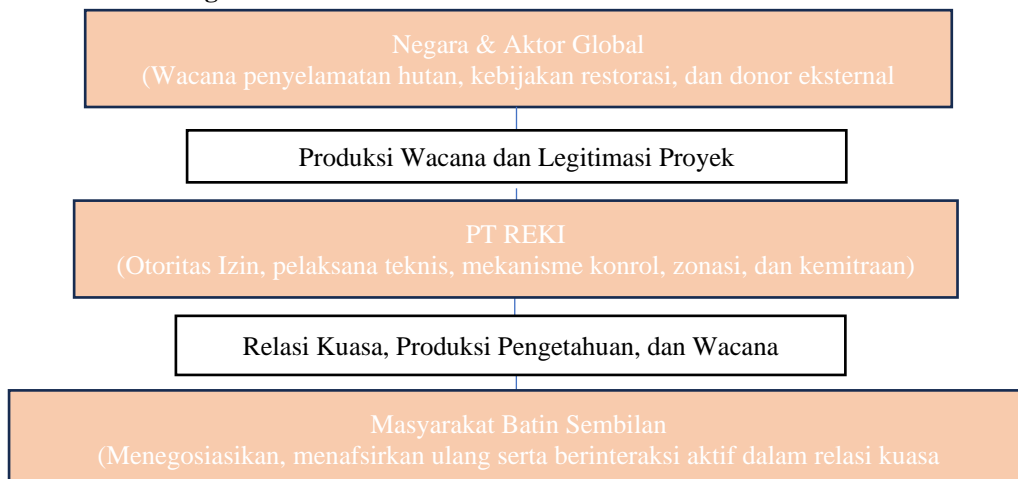 Negara & Aktor Global
(Wacana penyelamatan hutan, kebijakan restorasi, dan donor eksternal
Produksi Wacana dan Legitimasi Proyek
PT REKI
(Otoritas Izin, pelaksana teknis, mekanisme konrol, zonasi, dan kemitraan)
Relasi Kuasa, Produksi Pengetahuan, dan Wacana
Masyarakat Batin Sembilan
(Menegosiasikan, menafsirkan ulang serta berinteraksi aktif dalam relasi kuasa